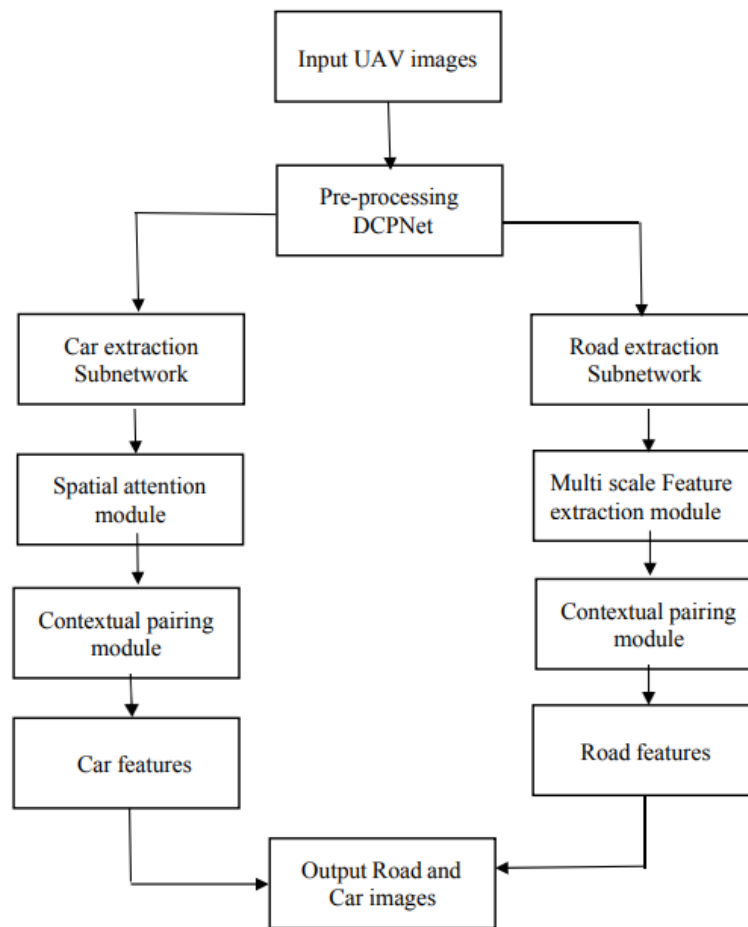 Input UAV images
Pre-processing
DCPNet
Car extraction
Subnetwork
Road extraction
Subnetwork
Spatial attention
module
Multi scale Feature
extraction module
Contextual pairing
module
Contextual pairing
module
Car features
Road features
Output Road and
Car images